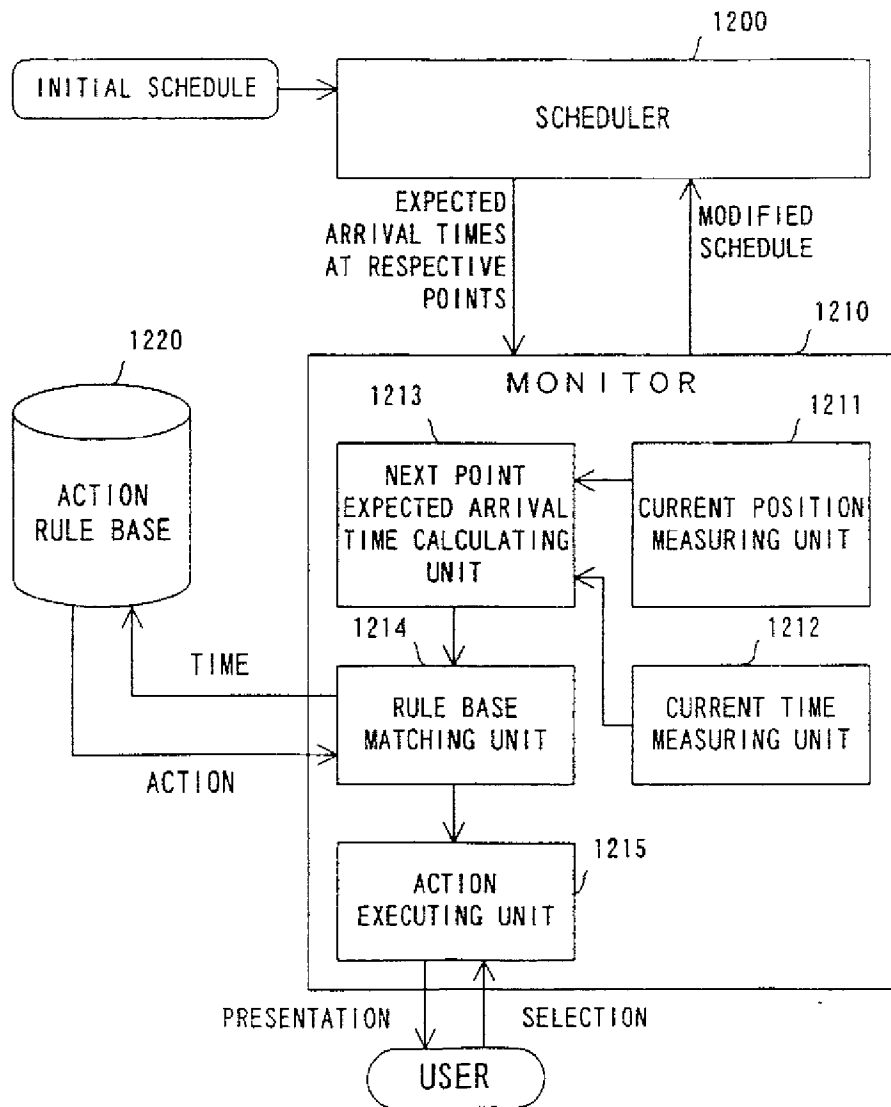 1200
INITIAL SCHEDULE
SCHEDULER
EXPECTED
ARRIVAL TIMES
AT RESPECTIVE
POINTS
MODIFIED
SCHEDULE
1210
1220
MONITOR
1213
1211
ACTION
RULE BASE
NEXT POINT
EXPECTED ARRIVAL
TIME CALCULATING
UNIT
CURRENT POSITION
MEASURING UNIT
1214
1212
TIME
RULE BASE
MATCHING UNIT
CURRENT TIME
MEASURING UNIT
ACTION
1215
ACTION
EXECUTING UNIT
PRESENTATION
SELECTION
USER